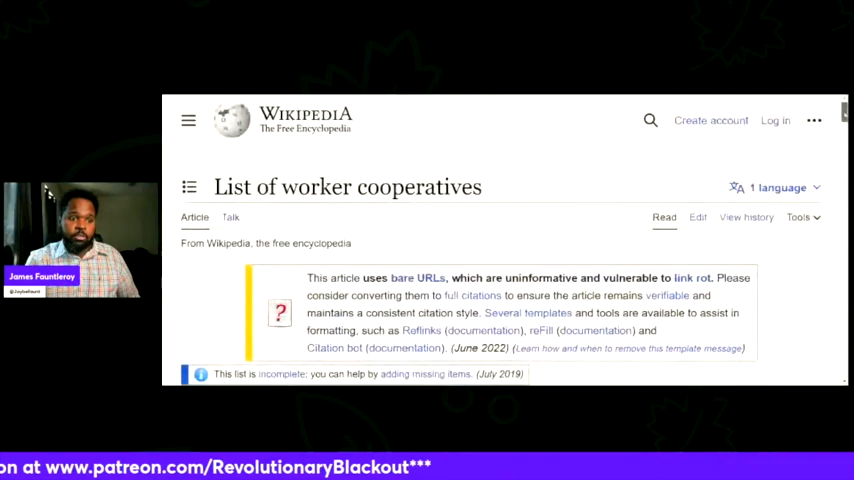 WIKIPEDIA
The Free Encyclopedia
Create account Log in
List of worker cooperatives
1 language
Article Talk
Read Edit View history Tools
From Wikipedia, the free encyclopedia
This article uses bare URLs, which are uninformative and vulnerable to link rot. Please
consider converting them to full citations to ensure the article remains verifiable and
maintains a consistent citation style. Several templates and tools are available to assist in
formatting, such as Reflinks (documentation), reFill (documentation) and
Citation bot (documentation). (June 2022) (Learn how and when to remove this template message)
This list is incomplete; you can help by adding missing items. (July 2019)
James Fauntleroy
on at www.patreon.com/RevolutionaryBlackout***